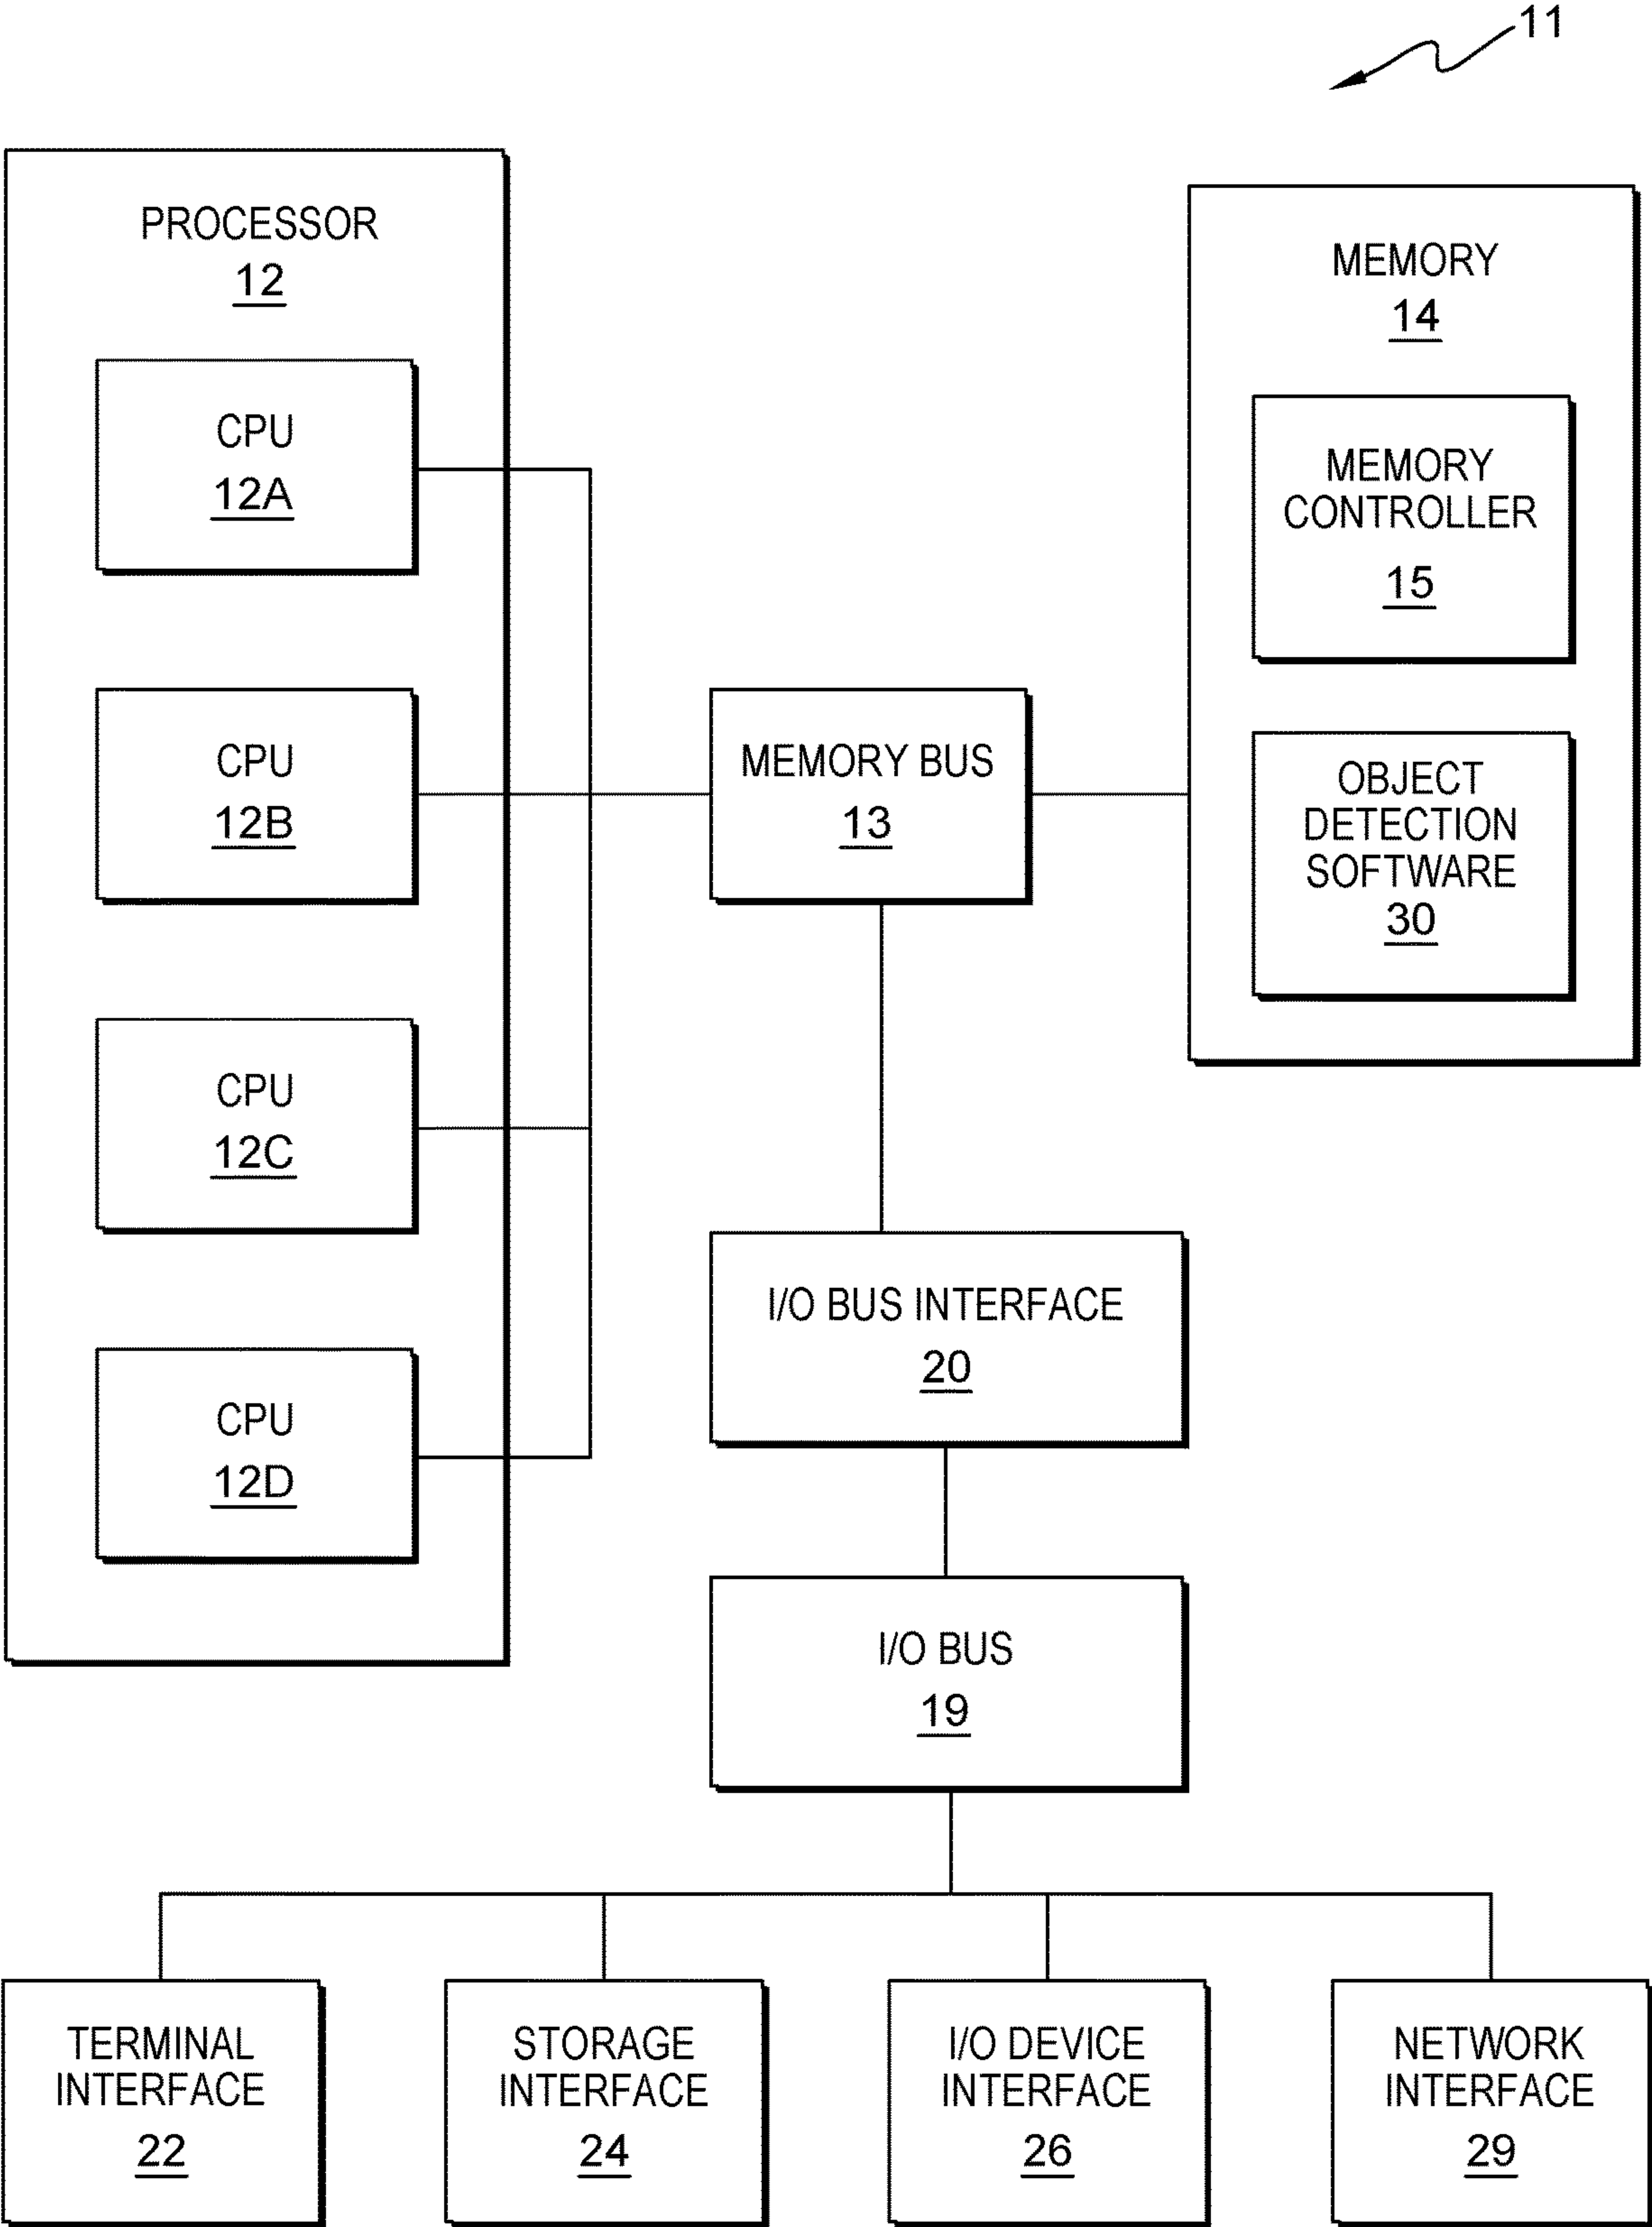 11
PROCESSOR
12
CPU
12A
CPU
12B
CPU
12C
CPU
12D
MEMORY BUS
13
MEMORY
14
MEMORY
CONTROLLER
15
OBJECT
DETECTION
SOFTWARE
30
I/O BUS INTERFACE
20
I/O BUS
19
TERMINAL
INTERFACE
22
STORAGE
INTERFACE
24
I/O DEVICE
INTERFACE
26
NETWORK
INTERFACE
29